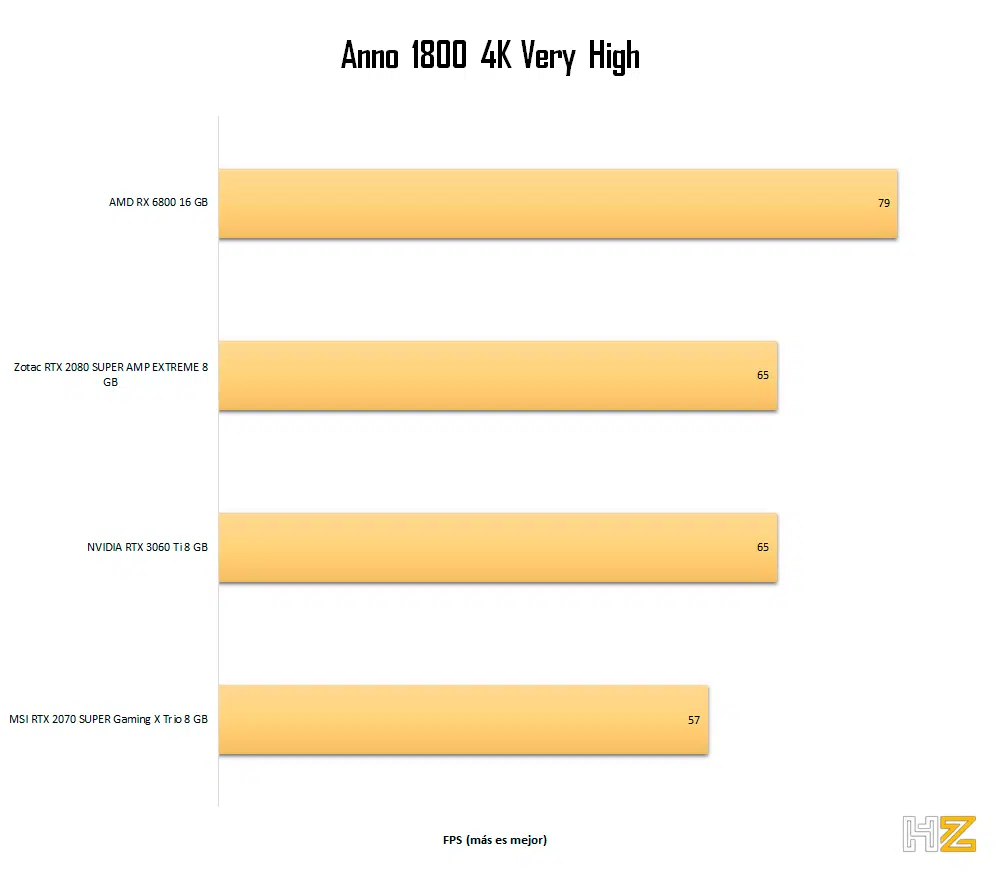 Anno 1800 4K Very High
AMD RX 6800 16 GB
79
Zotac RTX 2080 SUPER AMP EXTREME 8
GB
65
NVIDIA RTX 3060 Ti 8 GB
65
MSI RTX 2070 SUPER Gaming X Trio 8 GB
57
FPS (más es mejor)
HZ